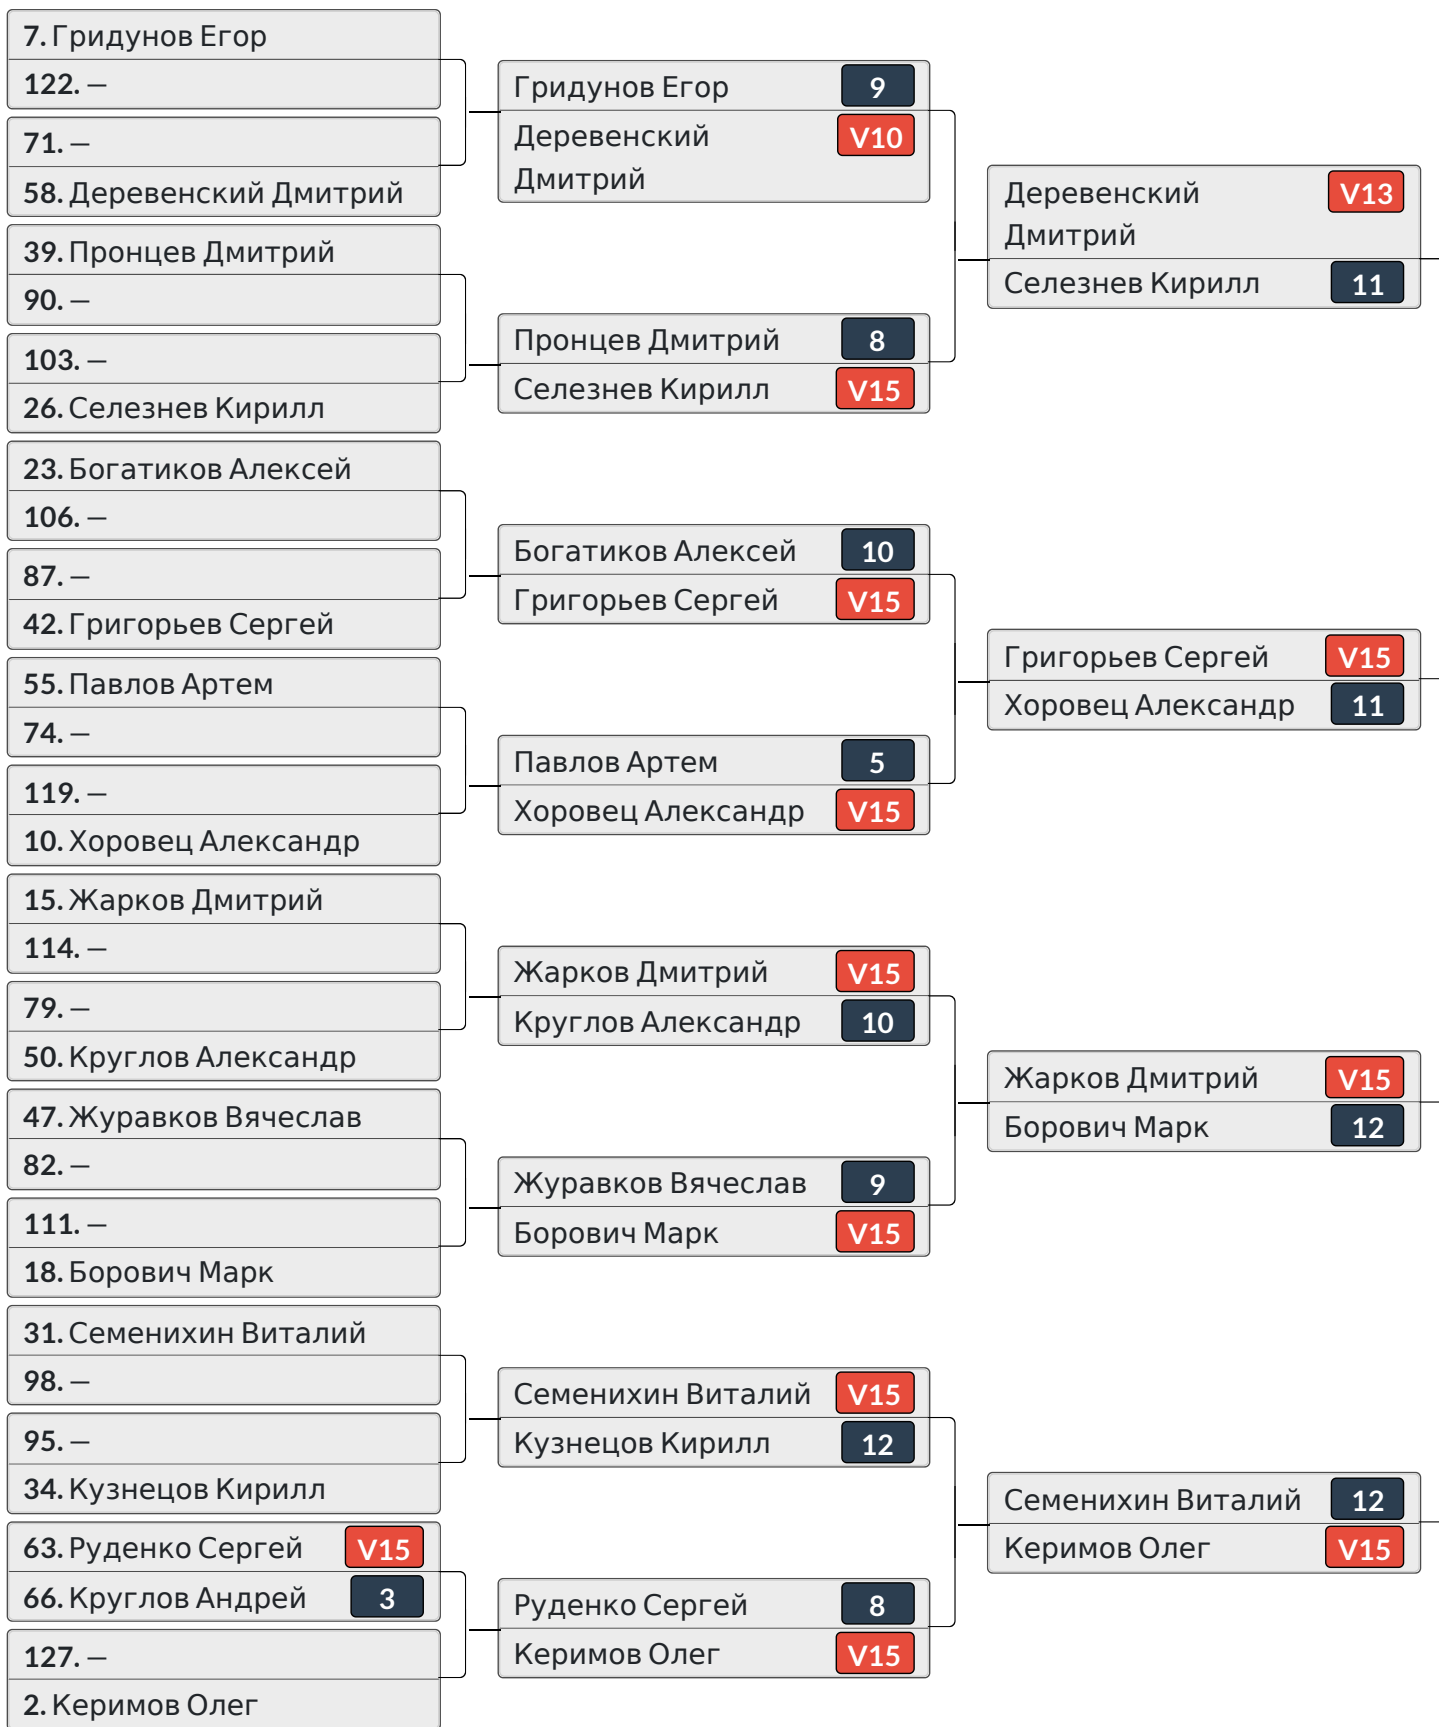 7. Гридунов Егор
122. —
71. —
58. Деревенский Дмитрий
39. Пронцев Дмитрий
90. —
103. —
26. Селезнев Кирилл
23. Богатиков Алексей
106. —
87. —
42. Григорьев Сергей
55. Павлов Артем
74. —
119. —
10. Хоровец Александр
15. Жарков Дмитрий
114. —
79. —
50. Круглов Александр
47. Журавков Вячеслав
82. —
111. —
18. Борович Марк
31. Семенихин Виталий
98. —
95. —
34. Кузнецов Кирилл
63. Руденко Сергей V15
66. Круглов Андрей 3
127. —
2. Керимов Олег
Гридунов Егор 9
Деревенский V10
Дмитрий
Пронцев Дмитрий 8
Селезнев Кирилл V15
Богатиков Алексей 10
Григорьев Сергей V15
Павлов Артем 5
Хоровец Александр V15
Жарков Дмитрий V15
Круглов Александр 10
Журавков Вячеслав 9
Борович Марк V15
Семенихин Виталий V15
Кузнецов Кирилл 12
Руденко Сергей 8
Керимов Олег V15
Деревенский V13
Дмитрий
Селезнев Кирилл 11
Григорьев Сергей V15
Хоровец Александр 11
Жарков Дмитрий V15
Борович Марк 12
Семенихин Виталий 12
Керимов Олег V15